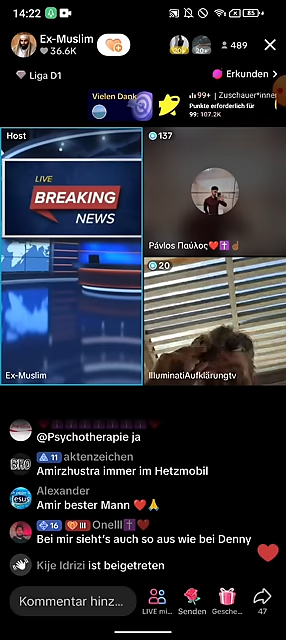 14:22
85%
Ex-Muslim
36.6K
489
Liga D1
Erkunden >
Vielen Dank
99+ | Zuschauer*innen
Punkte erforderlich für
99: 107.2K
Host
137
LIVE
BREAKING
NEWS
Pávlos Παύλος❤️✝️☝🏾
20
Ex-Muslim
IlluminatiAufklärungtv
@Psychotherapie ja
11 aktenzeichen
Amirzhustra immer im Hetzmobil
Alexander
Amir bester Mann ❤️🙏
16 III Onelll✝️❤️
Bei mir sieht's auch so aus wie bei Denny
Kije Idrizi ist beigetreten
Kommentar hinz...
LIVE mi...
Senden
Gesche...
47